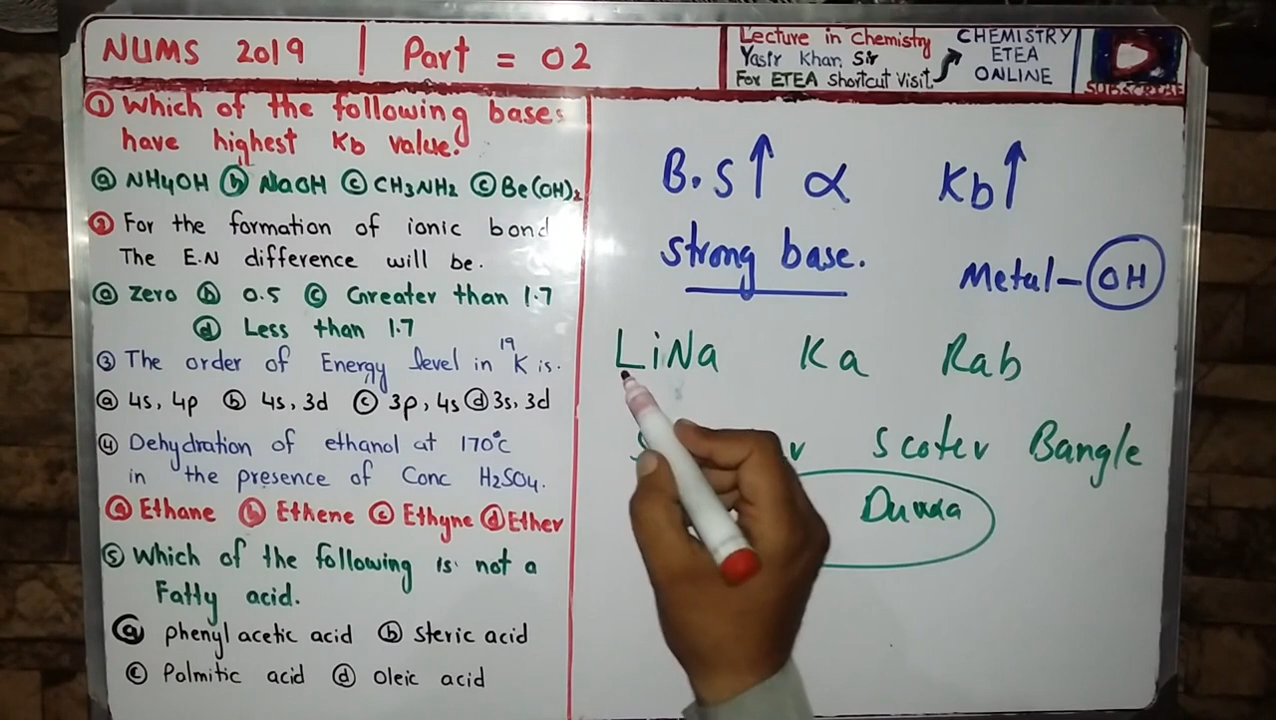 NUMS 2019 | Part = 02
Lecture in Chemistry
Yasir Khan Sir
For ETEA Shortcut Visit
CHEMISTRY
ETEA
ONLINE
SUBSCRIBE
① Which of the following bases
have highest Kb value.
ⓐ NH4OH ⓑ NaOH ⓒ CH3NH2 ⓒ Be(OH)2
② For the formation of ionic bond
The E.N difference will be.
ⓐ Zero ⓑ 0.5 ⓒ Greater than 1.7
ⓓ Less than 1.7
③ The order of Energy level in ¹⁹K is.
ⓐ 4s, 4p ⓑ 4s, 3d ⓒ 3p, 4s ⓓ 3s, 3d
④ Dehydration of ethanol at 170°c
in the presence of Conc H2SO4.
ⓐ Ethane ⓑ Ethene ⓒ Ethyne ⓓ Ether
⑤ Which of the following is not a
Fatty acid.
ⓐ phenyl acetic acid ⓑ steric acid
ⓒ Palmitic acid ⓓ oleic acid
B.S↑ ∝ Kb↑
strong base.
Metal-OH
LiNa Ka Rab
Scoter Bangle